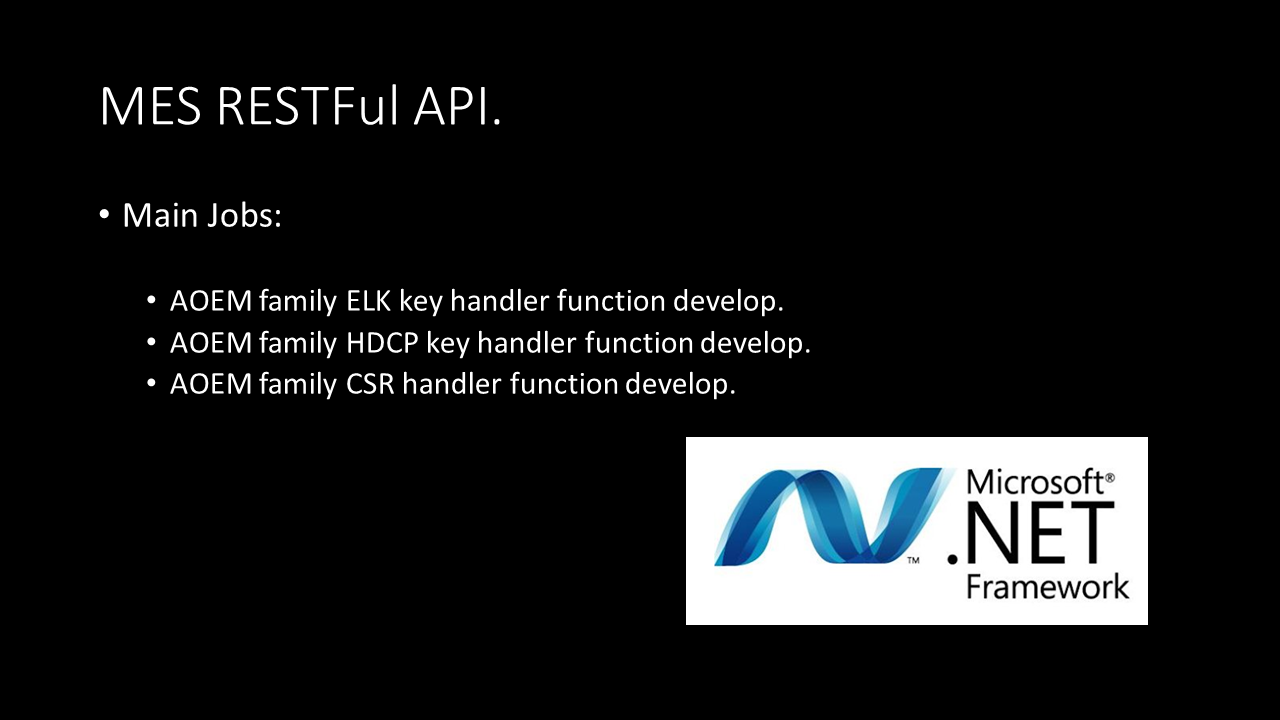 MES RESTFul API.
• Main Jobs:
• AOEM family ELK key handler function develop.
• AOEM family HDCP key handler function develop.
• AOEM family CSR handler function develop.
Microsoft®
.NET
™
Framework